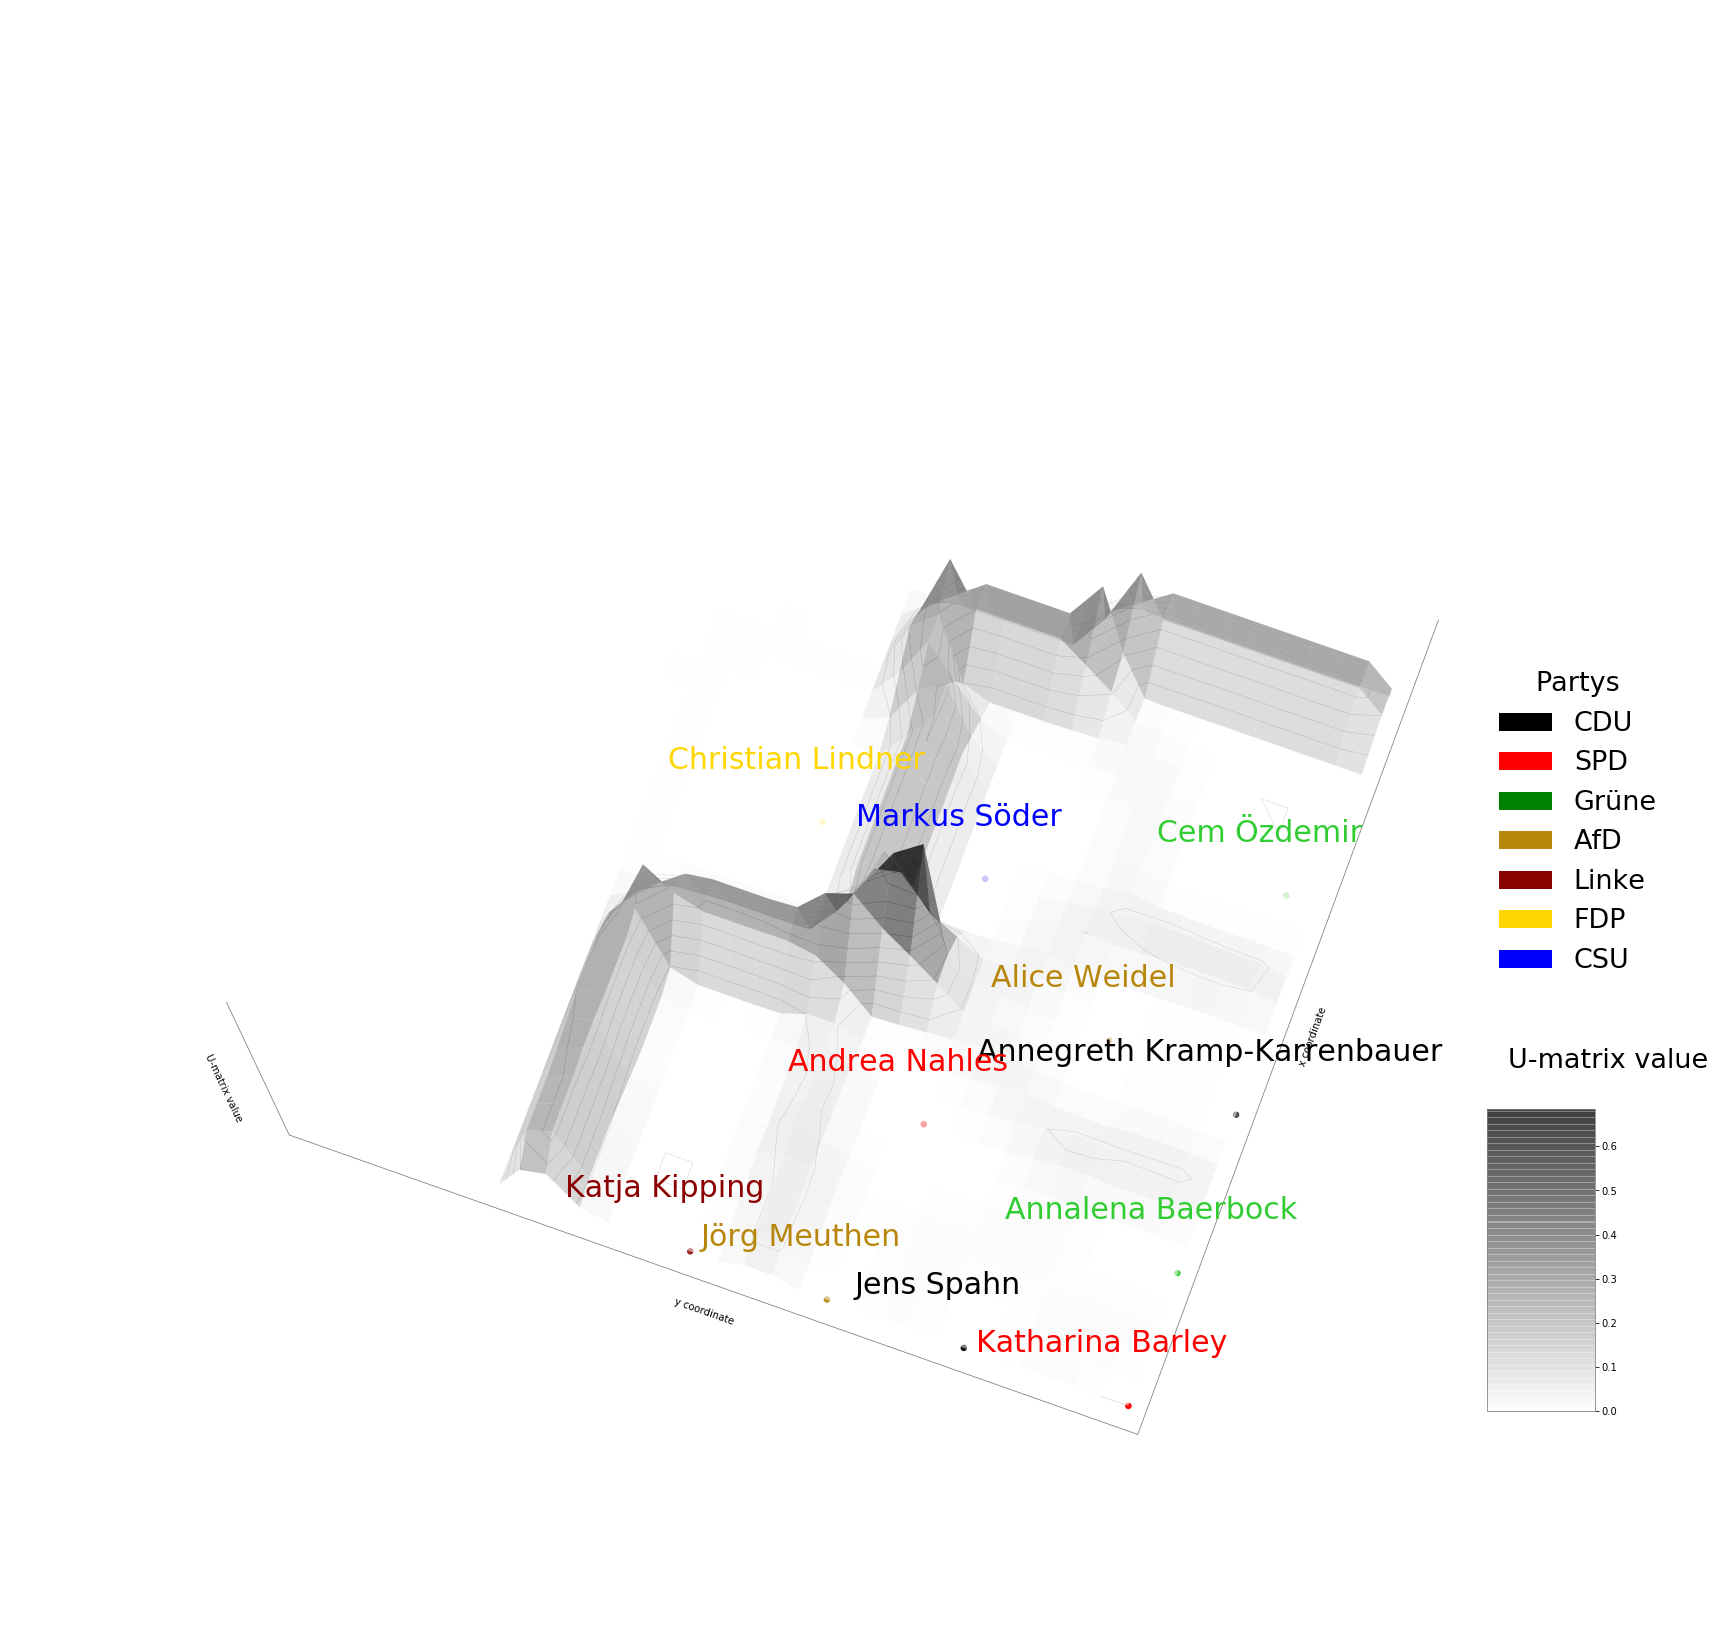 Christian Lindner
Markus Söder
Cem Özdemir
Alice Weidel
Annegreth Kramp-Karrenbauer
Andrea Nahles
Katja Kipping
Annalena Baerbock
Jörg Meuthen
Jens Spahn
Katharina Barley
U-matrix value
y coordinate
x coordinate
Partys
CDU
SPD
Grüne
AfD
Linke
FDP
CSU
U-matrix value
0.6
0.5
0.4
0.3
0.2
0.1
0.0